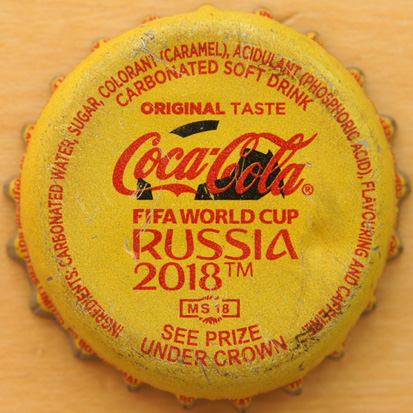 INGREDIENTS: CARBONATED WATER, SUGAR, COLORANT (CARAMEL), ACIDULANT (PHOSPHORIC ACID), FLAVOURING AND CAFFEINE.
CARBONATED SOFT DRINK
ORIGINAL TASTE
Coca-Cola®
FIFA WORLD CUP
RUSSIA
2018™
MS 18
SEE PRIZE
UNDER CROWN